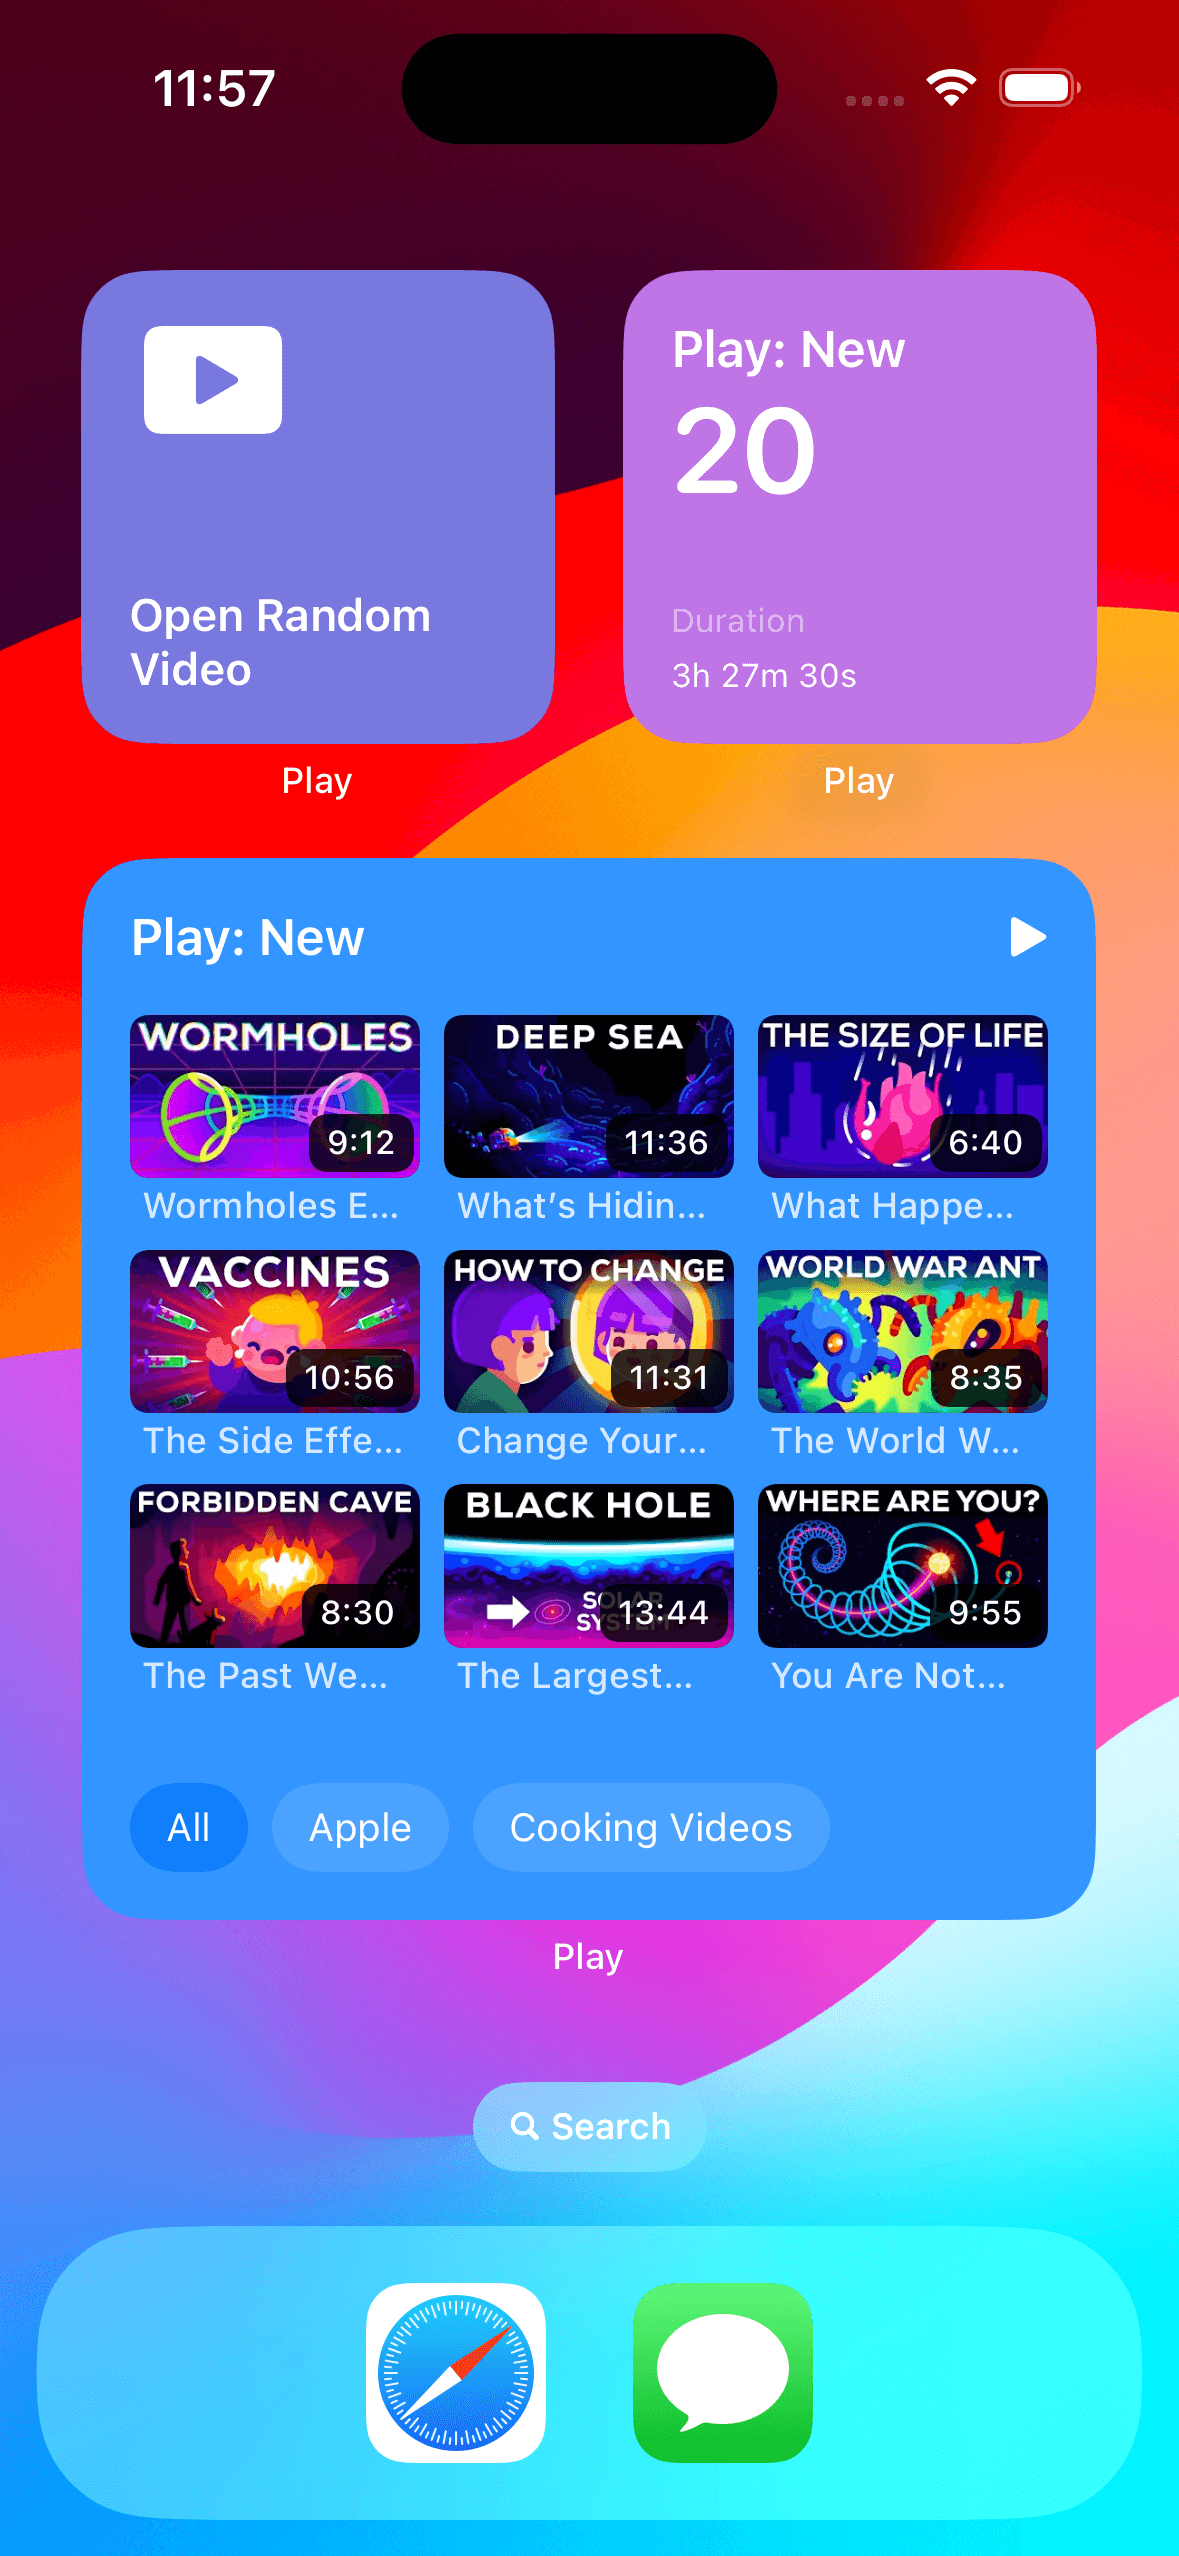 11:57
Open Random
Video
Play
Play: New
20
Duration
3h 27m 30s
Play
Play: New
WORMHOLES
9:12
Wormholes E...
DEEP SEA
11:36
What's Hidin...
THE SIZE OF LIFE
6:40
What Happe...
VACCINES
10:56
The Side Effe...
HOW TO CHANGE
11:31
Change Your...
WORLD WAR ANT
8:35
The World W...
FORBIDDEN CAVE
8:30
The Past We...
BLACK HOLE
SOLAR
SYSTEM
13:44
The Largest...
WHERE ARE YOU?
9:55
You Are Not...
All
Apple
Cooking Videos
Play
Search